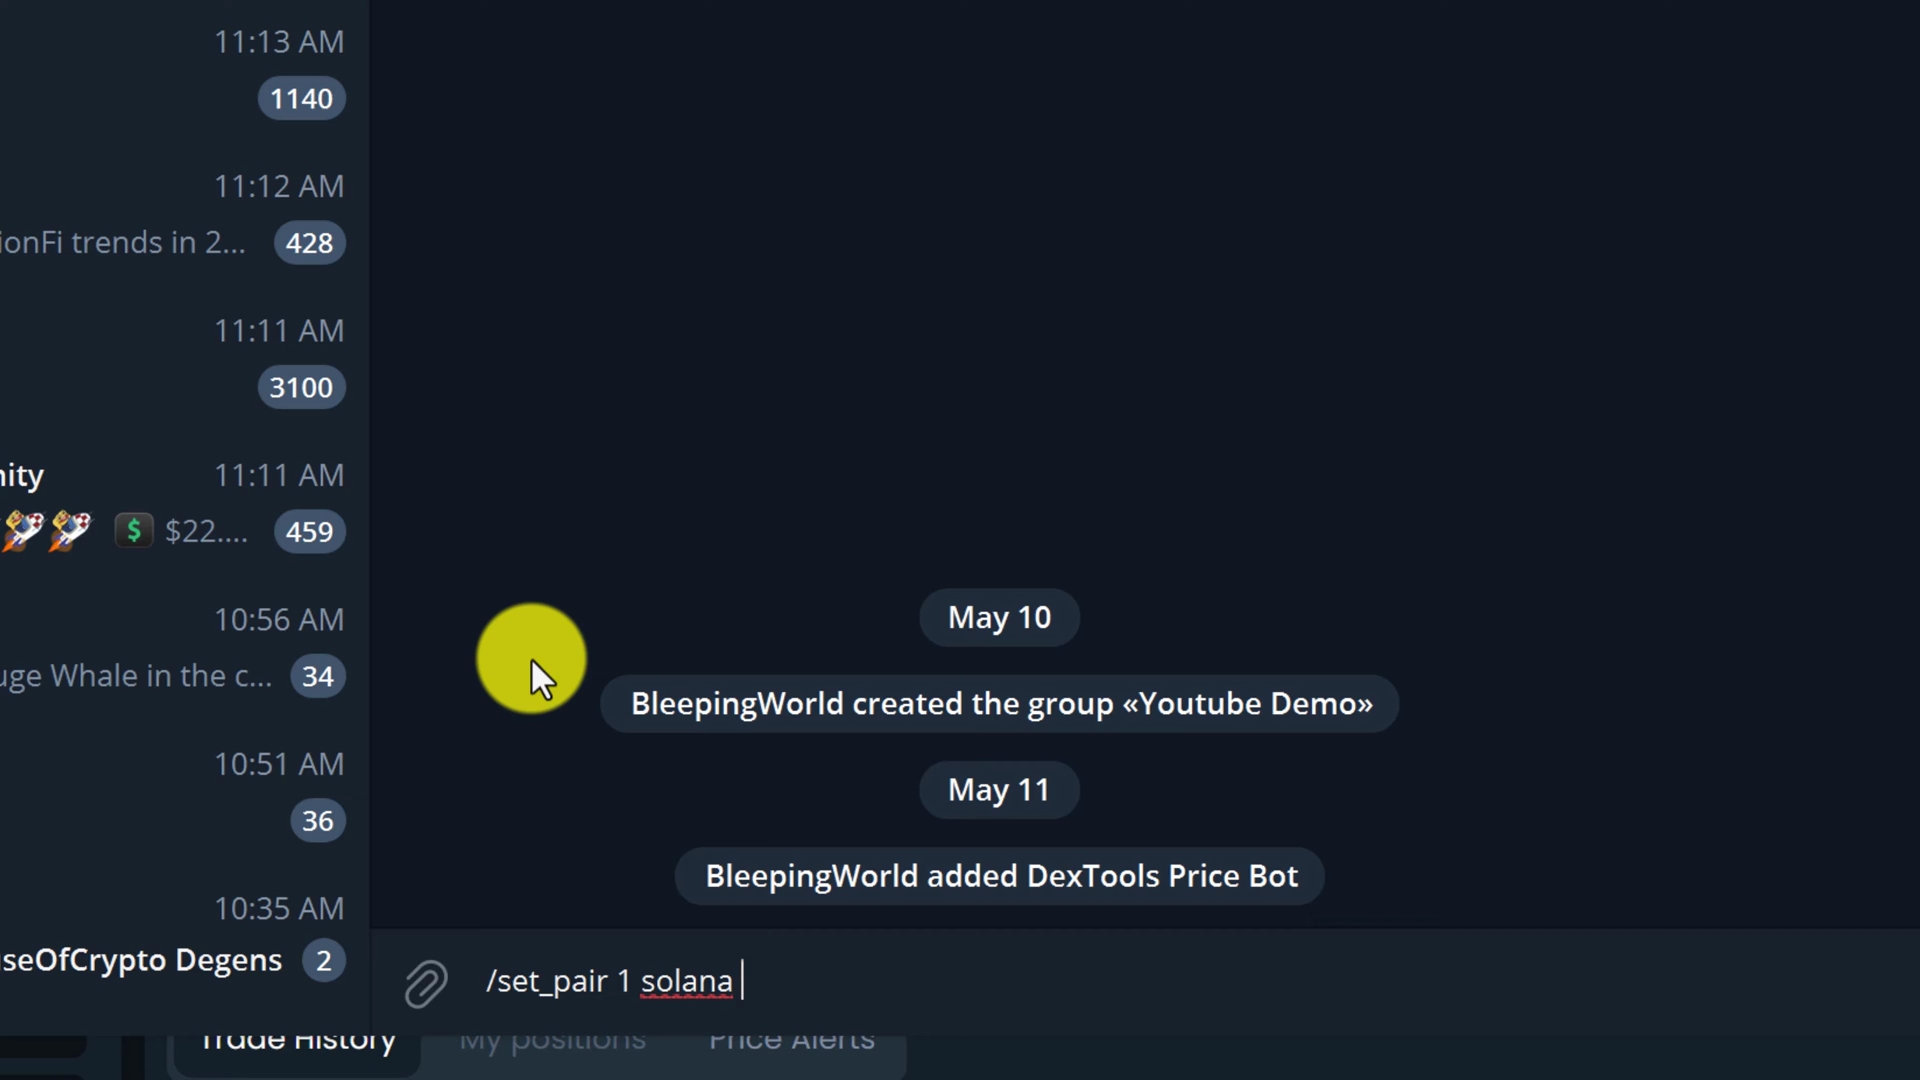 11:13 AM
1140
11:12 AM
ionFi trends in 2... 428
11:11 AM
3100
nity 11:11 AM
$ $22.... 459
10:56 AM
uge Whale in the c... 34
10:51 AM
36
10:35 AM
seOfCrypto Degens 2
May 10
BleepingWorld created the group «Youtube Demo»
May 11
BleepingWorld added DexTools Price Bot
/set_pair 1 solana
Trade History My positions Price Alerts